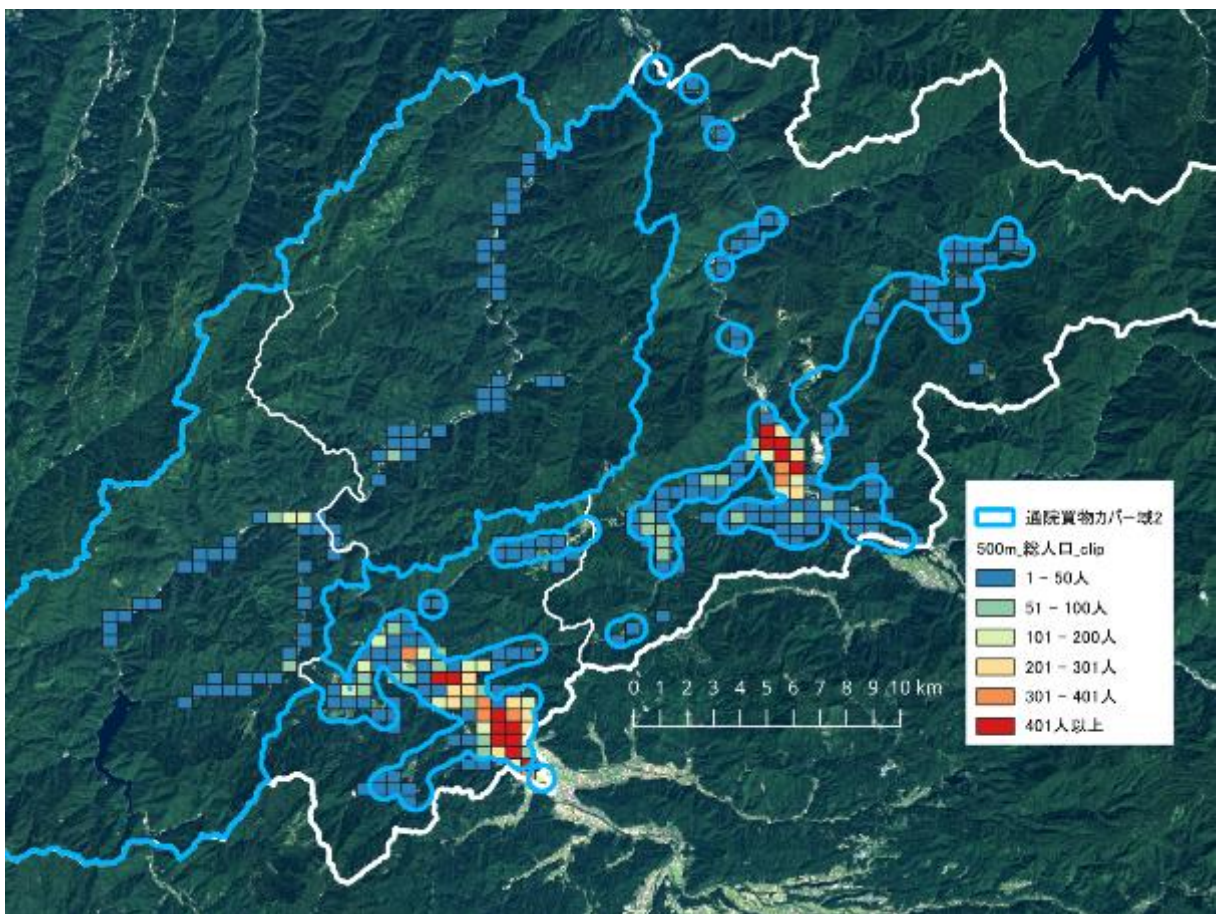 通院買物カバー域2
500m_総人口_clip
1 - 50人
51 - 100人
101 - 200人
201 - 301人
301 - 401人
401人以上
0 1 2 3 4 5 6 7 8 9 10 km